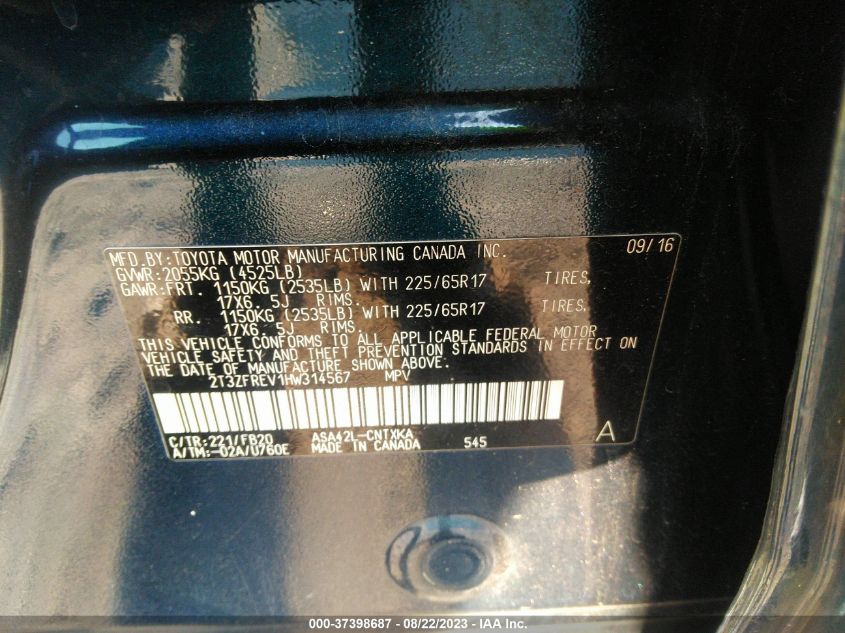 MFD.BY:TOYOTA MOTOR MANUFACTURING CANADA INC. 09/16
GVWR:2055KG (4525LB)
GAWR:FRT. 1150KG (2535LB) WITH 225/65R17 TIRES,
17X6.5J RIMS.
RR. 1150KG (2535LB) WITH 225/65R17 TIRES,
17X6.5J RIMS.
THIS VEHICLE CONFORMS TO ALL APPLICABLE FEDERAL MOTOR
VEHICLE SAFETY AND THEFT PREVENTION STANDARDS IN EFFECT ON
THE DATE OF MANUFACTURE SHOWN ABOVE.
2T3ZFREV1HW314567 MPV
C/TR:221/FB20 ASA42L-CNTXKA 545 A
A/TM:-02A/U760E MADE IN CANADA
000-37398687 - 08/22/2023 - IAA Inc.